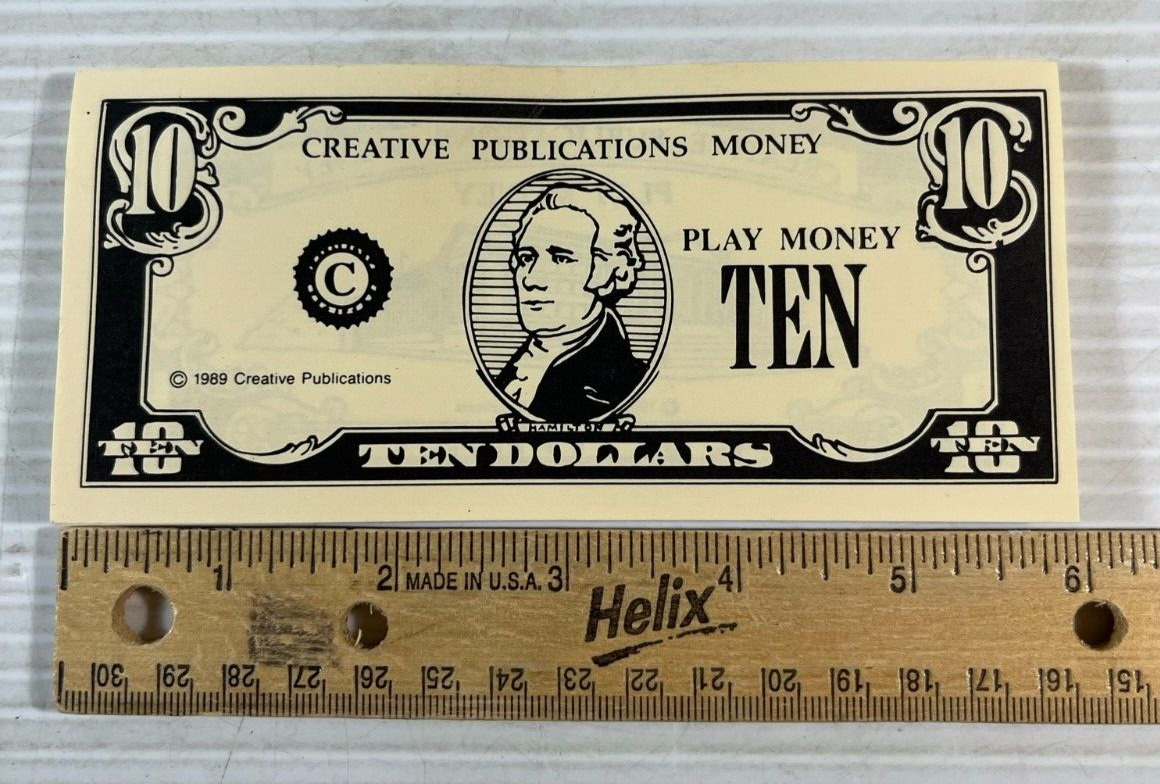 10
10
CREATIVE PUBLICATIONS MONEY
PLAY MONEY
C
TEN
© 1989 Creative Publications
HAMILTON
10
TEN
TEN DOLLARS
10
TEN
1 2 MADE IN U.S.A. 3 4 5 6
Helix
30 29 28 27 26 25 24 23 22 21 20 19 18 17 16 15